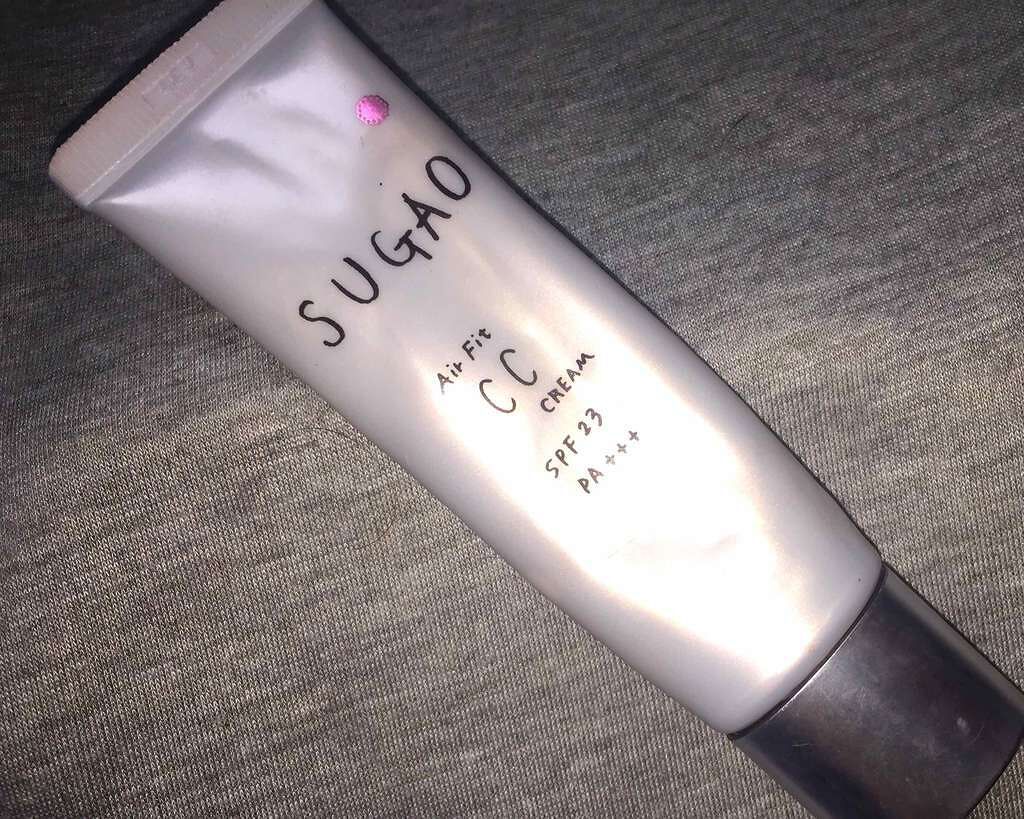 SUGAO
Air Fit
CC
CREAM
SPF 23
PA+++